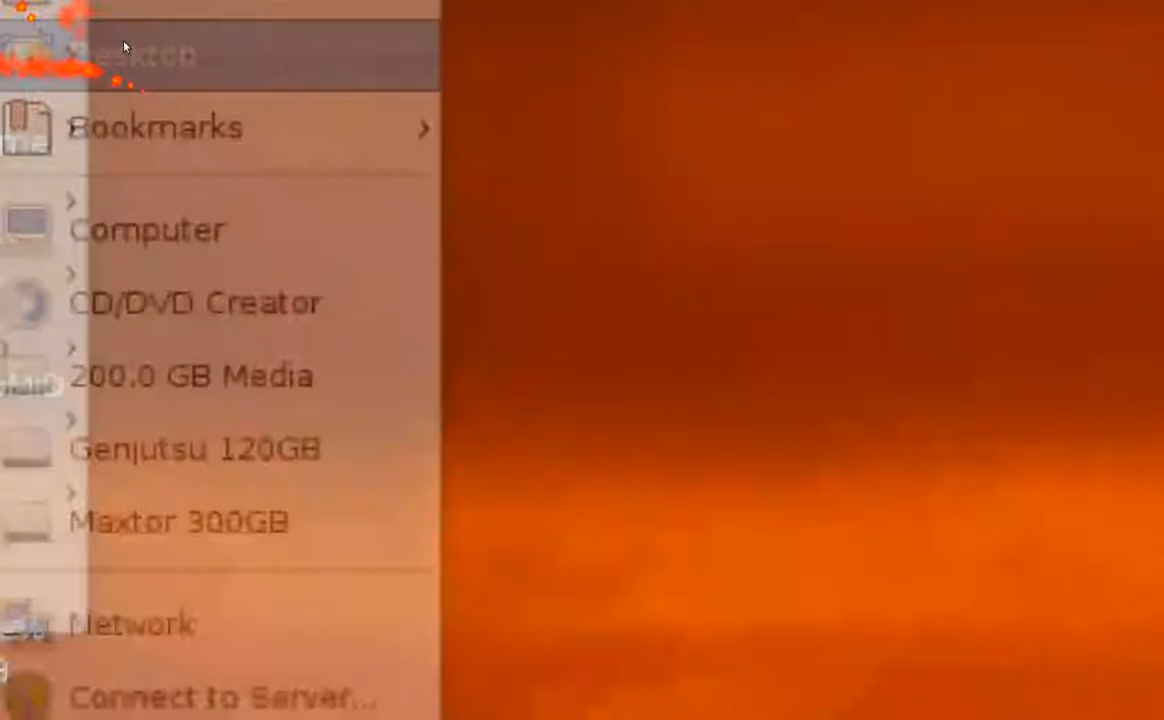 Desktop
Bookmarks
Computer
CD/DVD Creator
200.0 GB Media
Genjutsu 120GB
Maxtor 300GB
Network
Connect to Server...